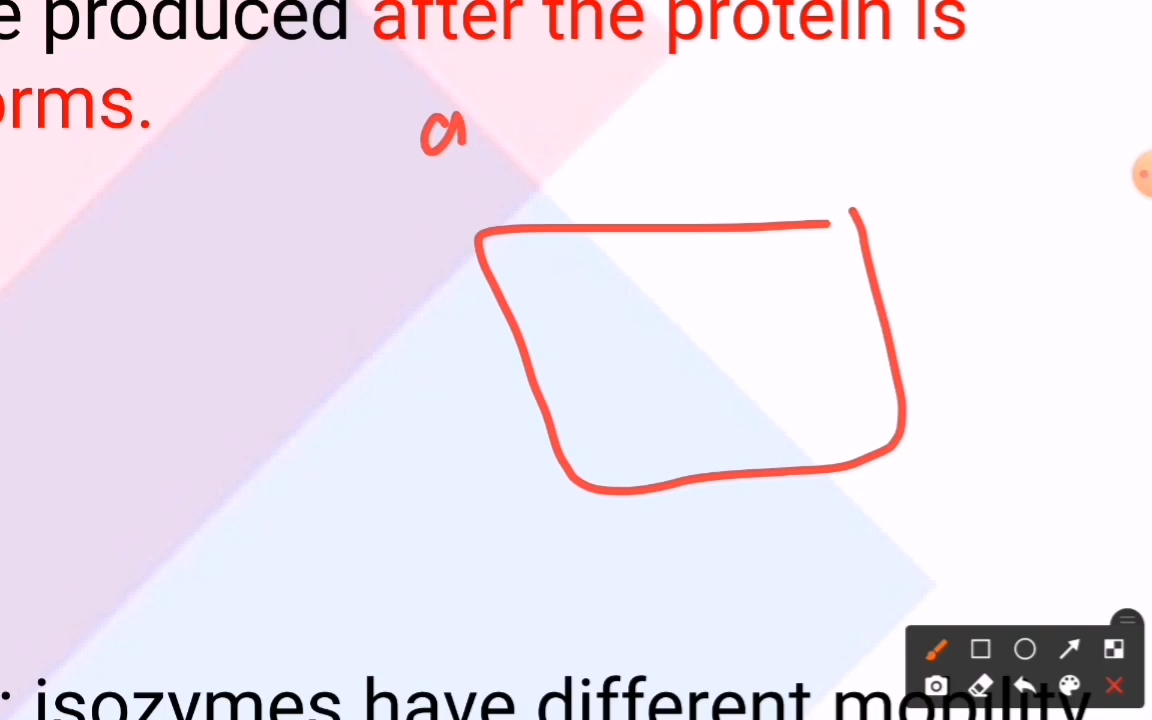 e produced after the protein is
orms.
a
: isozymes have different mobility